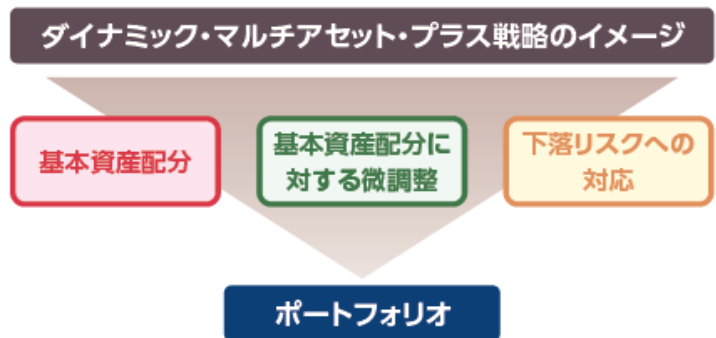 ダイナミック・マルチアセット・プラス戦略のイメージ
基本資産配分
基本資産配分に
対する微調整
下落リスクへの
対応
ポートフォリオ